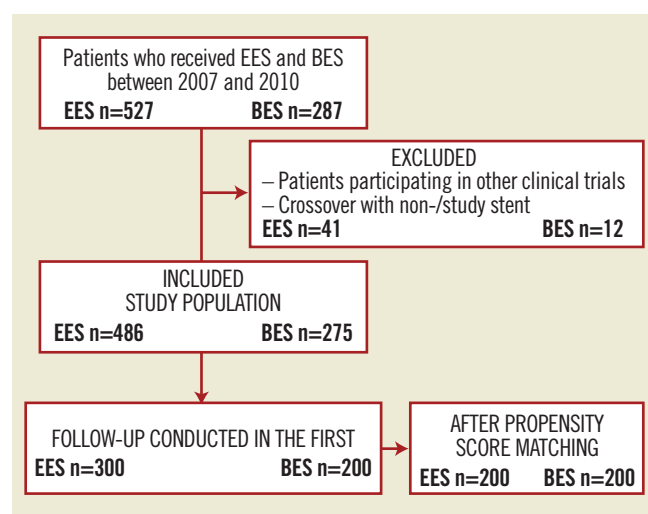 Patients who received EES and BES
between 2007 and 2010
EES n=527 BES n=287
EXCLUDED
– Patients participating in other clinical trials
– Crossover with non-/study stent
EES n=41 BES n=12
INCLUDED
STUDY POPULATION
EES n=486 BES n=275
FOLLOW-UP CONDUCTED IN THE FIRST
EES n=300 BES n=200
AFTER PROPENSITY
SCORE MATCHING
EES n=200 BES n=200